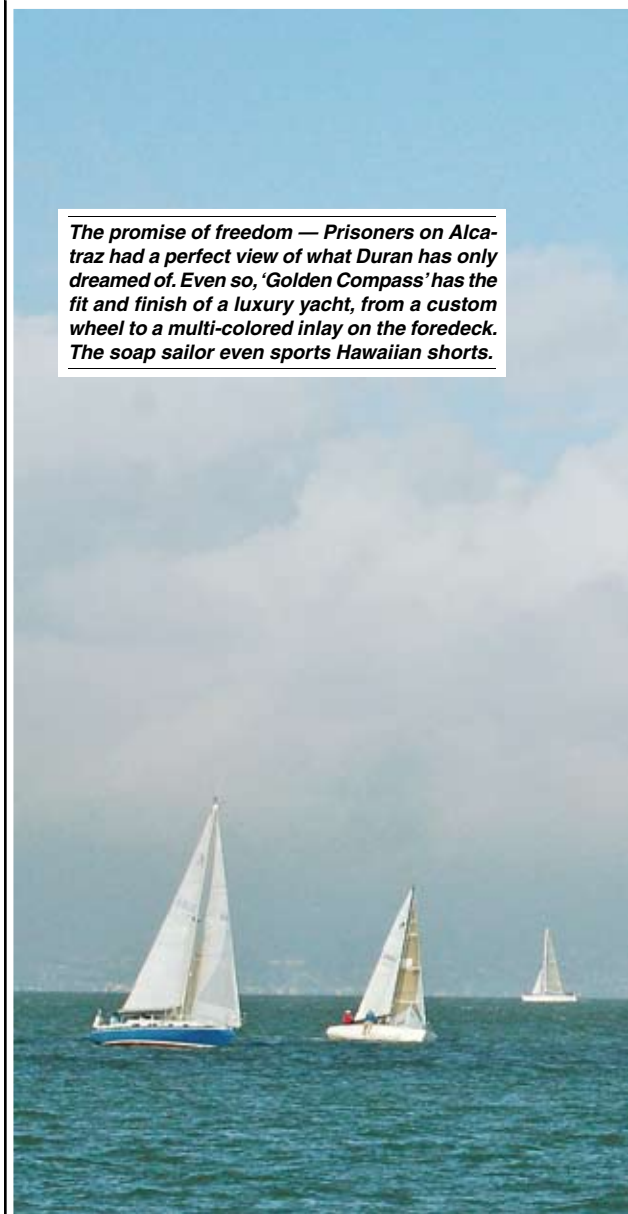 The promise of freedom — Prisoners on Alca-
traz had a perfect view of what Duran has only
dreamed of. Even so, 'Golden Compass' has the
fit and finish of a luxury yacht, from a custom
wheel to a multi-colored inlay on the foredeck.
The soap sailor even sports Hawaiian shorts.